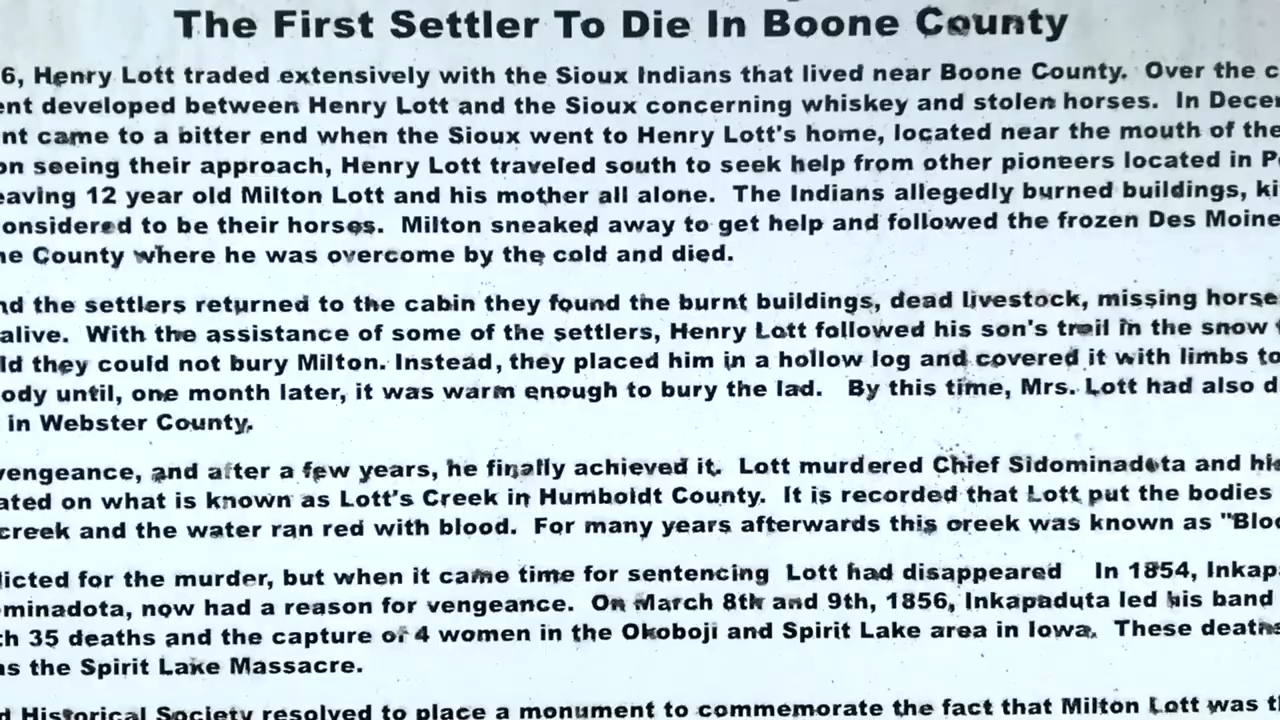 The First Settler To Die In Boone County
6, Henry Lott traded extensively with the Sioux Indians that lived near Boone County. Over the c
ent developed between Henry Lott and the Sioux concerning whiskey and stolen horses. In Decem
nt came to a bitter end when the Sioux went to Henry Lott's home, located near the mouth of the
on seeing their approach, Henry Lott traveled south to seek help from other pioneers located in P
eaving 12 year old Milton Lott and his mother all alone. The Indians allegedly burned buildings, ki
onsidered to be their horses. Milton sneaked away to get help and followed the frozen Des Moine
ne County where he was overcome by the cold and died.
nd the settlers returned to the cabin they found the burnt buildings, dead livestock, missing horse
alive. With the assistance of some of the settlers, Henry Lott followed his son's trail in the snow
ld they could not bury Milton. Instead, they placed him in a hollow log and covered it with limbs to
ody until, one month later, it was warm enough to bury the lad. By this time, Mrs. Lott had also d
in Webster County.
vengeance, and after a few years, he finally achieved it. Lott murdered Chief Sidominadota and his
ated on what is known as Lott's Creek in Humboldt County. It is recorded that Lott put the bodies
creek and the water ran red with blood. For many years afterwards this creek was known as "Bloo
licted for the murder, but when it came time for sentencing Lott had disappeared In 1854, Inkap
minadota, now had a reason for vengeance. On March 8th and 9th, 1856, Inkapaduta led his band
th 35 deaths and the capture of 4 women in the Okoboji and Spirit Lake area in Iowa. These deaths
as the Spirit Lake Massacre.
d Historical Society resolved to place a monument to commemorate the fact that Milton Lott was t